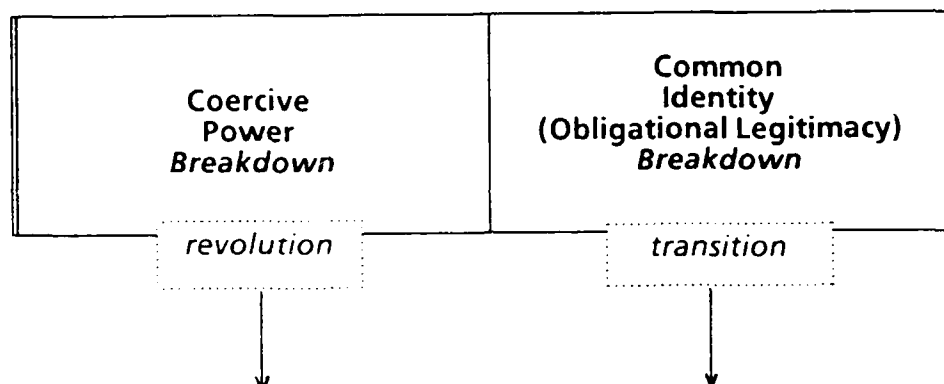 Coercive
Power
Breakdown
revolution
Common
Identity
(Obligational Legitimacy)
Breakdown
transition